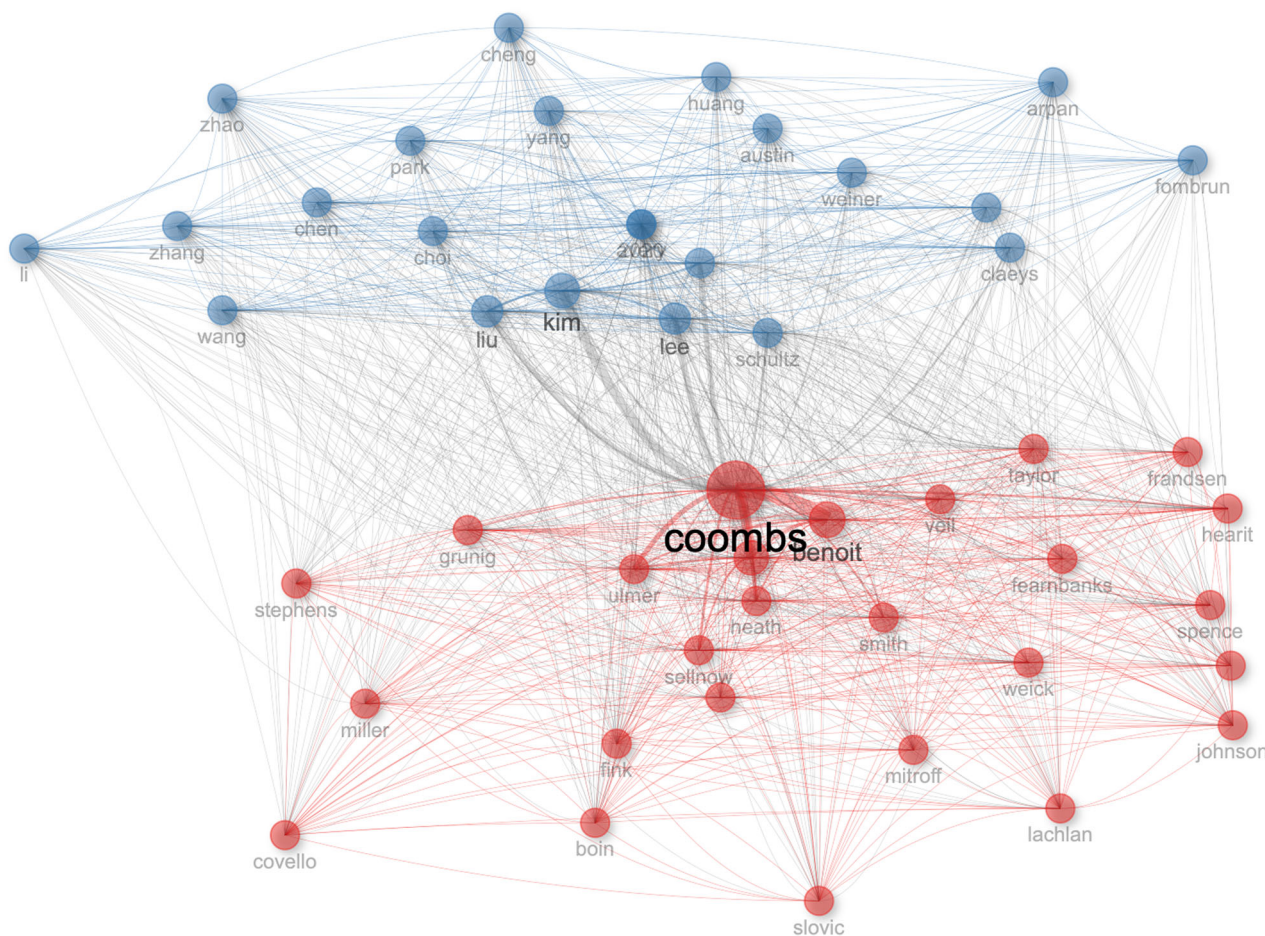 cheng
huang
arpan
zhao
yang
austin
park
fombrun
weiner
chen
zhang
choi
claeys
li
wang
kim
liu
lee
schultz
taylor
frandsen
veil
hearit
coombs
benoit
grunig
fearnbanks
ulmer
stephens
neath
spence
smith
sellnow
weick
miller
johnson
fink
mitroff
lachlan
boin
covello
slovic